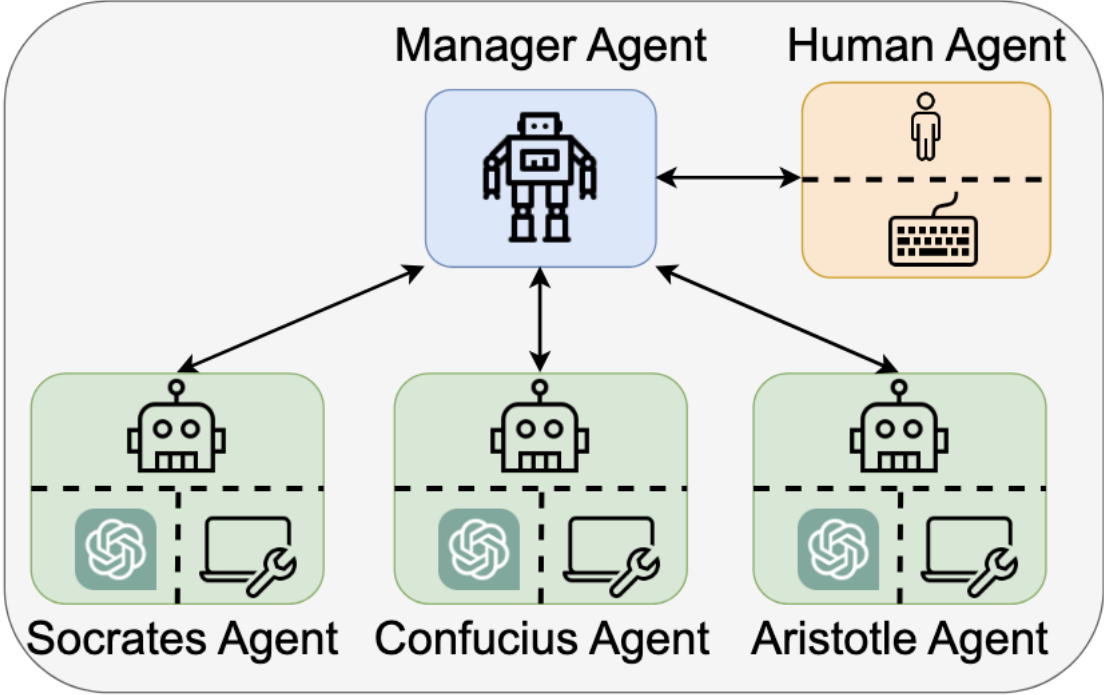 Manager Agent
Human Agent
Socrates Agent
Confucius Agent
Aristotle Agent